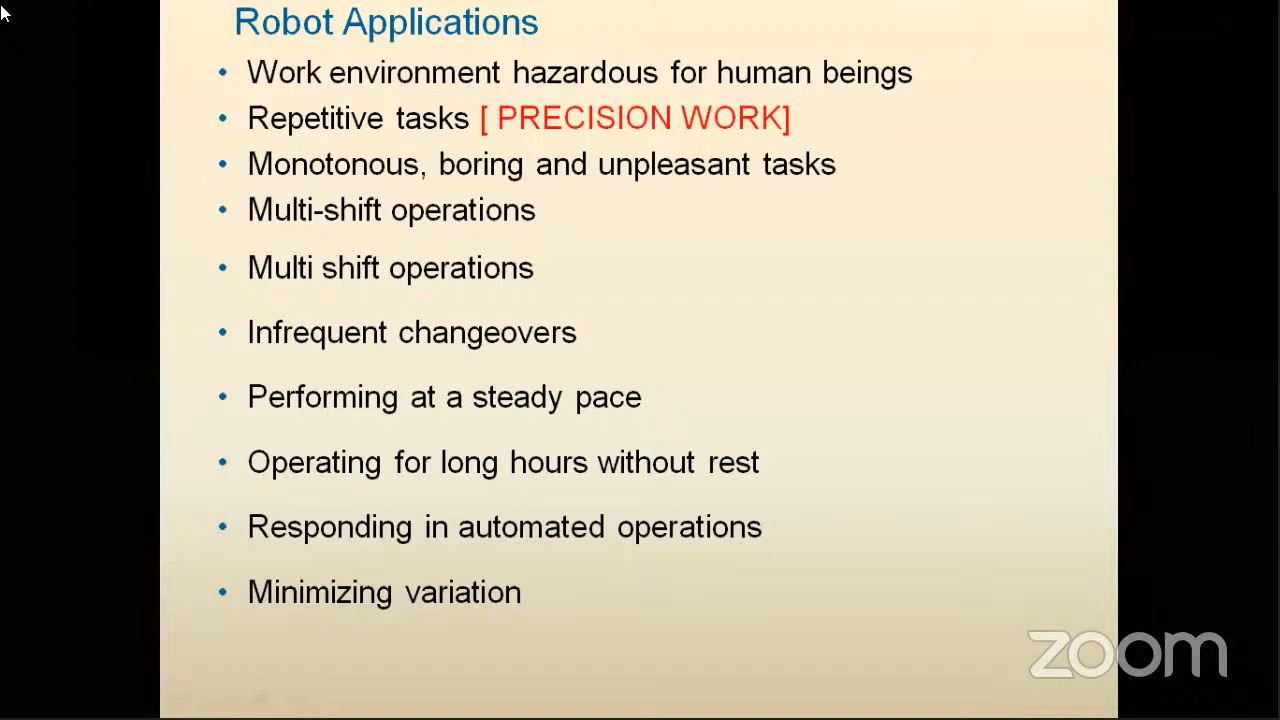 Robot Applications
• Work environment hazardous for human beings
• Repetitive tasks [ PRECISION WORK]
• Monotonous, boring and unpleasant tasks
• Multi-shift operations
• Multi shift operations
• Infrequent changeovers
• Performing at a steady pace
• Operating for long hours without rest
• Responding in automated operations
• Minimizing variation
zoom